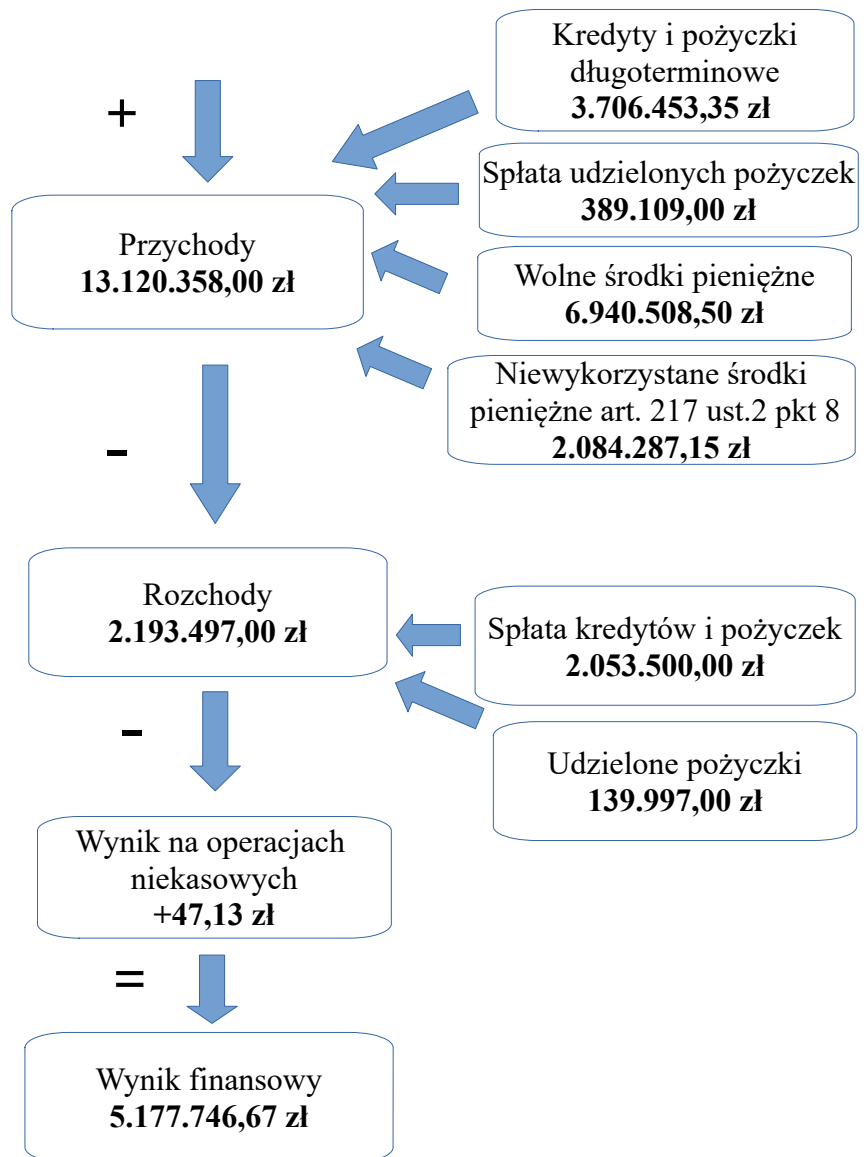 Kredyty i pożyczki
długoterminowe
3.706.453,35 zł
+
Spłata udzielonych pożyczek
389.109,00 zł
Przychody
13.120.358,00 zł
Wolne środki pieniężne
6.940.508,50 zł
Niewykorzystane środki
pieniężne art. 217 ust.2 pkt 8
2.084.287,15 zł
-
Rozchody
2.193.497,00 zł
Spłata kredytów i pożyczek
2.053.500,00 zł
-
Udzielone pożyczki
139.997,00 zł
Wynik na operacjach
niekasowych
+47,13 zł
=
Wynik finansowy
5.177.746,67 zł